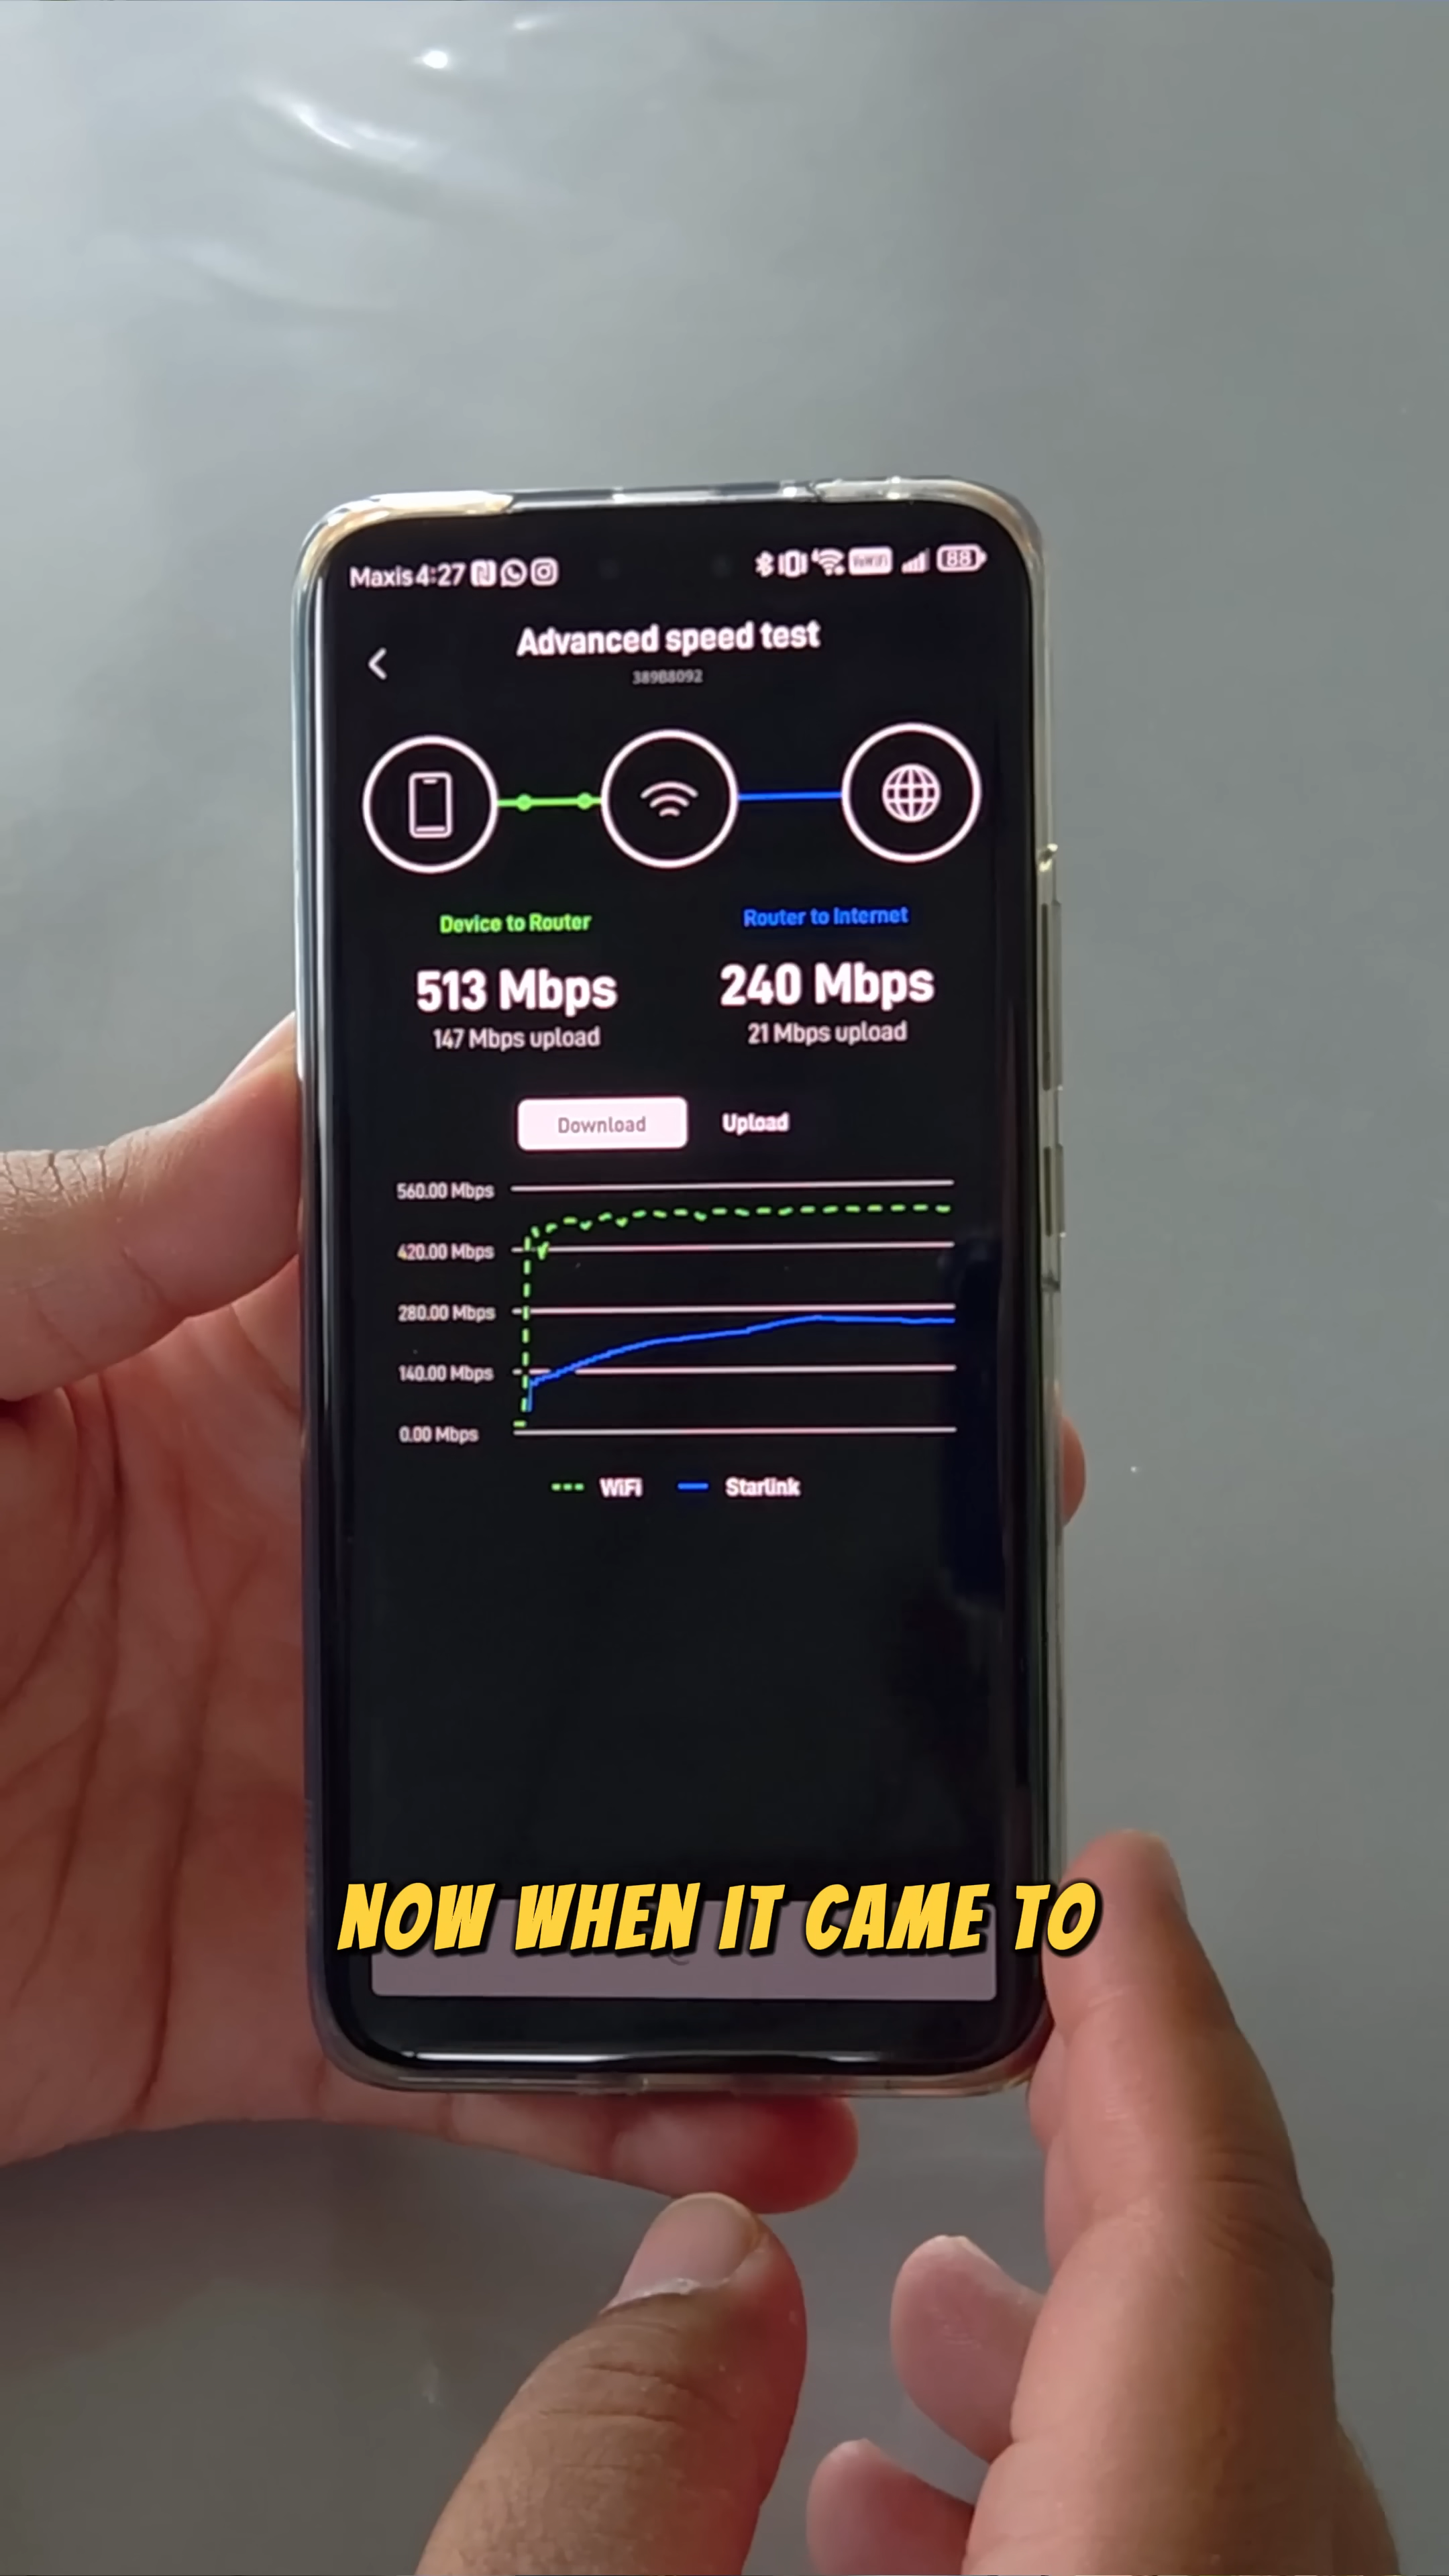 Maxis 4:27 88
Advanced speed test
389B8092
Device to Router Router to Internet
513 Mbps 240 Mbps
147 Mbps upload 21 Mbps upload
Download Upload
560.00 Mbps
420.00 Mbps
280.00 Mbps
140.00 Mbps
0.00 Mbps
WiFi Starlink
NOW WHEN IT CAME TO